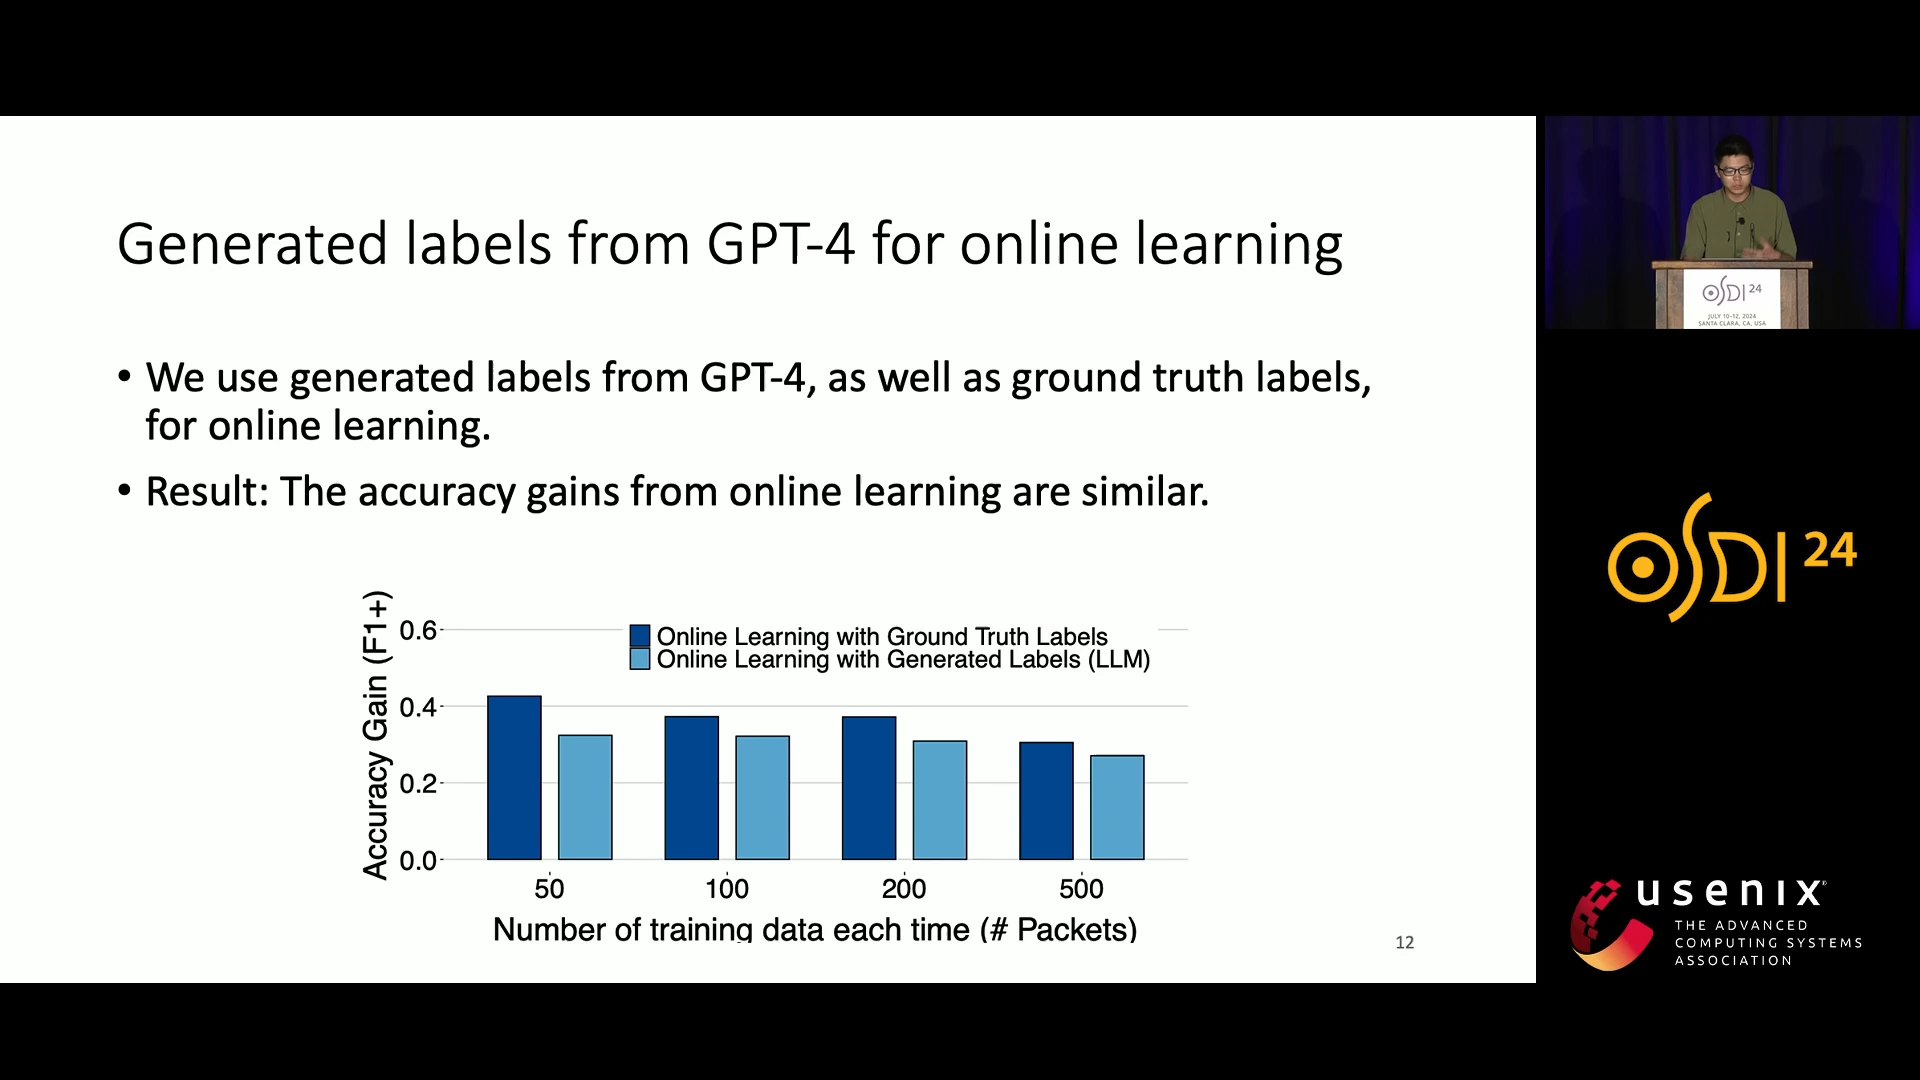 Generated labels from GPT-4 for online learning
• We use generated labels from GPT-4, as well as ground truth labels,
for online learning.
• Result: The accuracy gains from online learning are similar.
Accuracy Gain (F1+)
0.6
0.4
0.2
0.0
Online Learning with Ground Truth Labels
Online Learning with Generated Labels (LLM)
50
100
200
500
Number of training data each time (# Packets)
12
OSDI 24
JULY 10–12, 2024
SANTA CLARA, CA, USA
OSDI 24
usenix
THE ADVANCED
COMPUTING SYSTEMS
ASSOCIATION